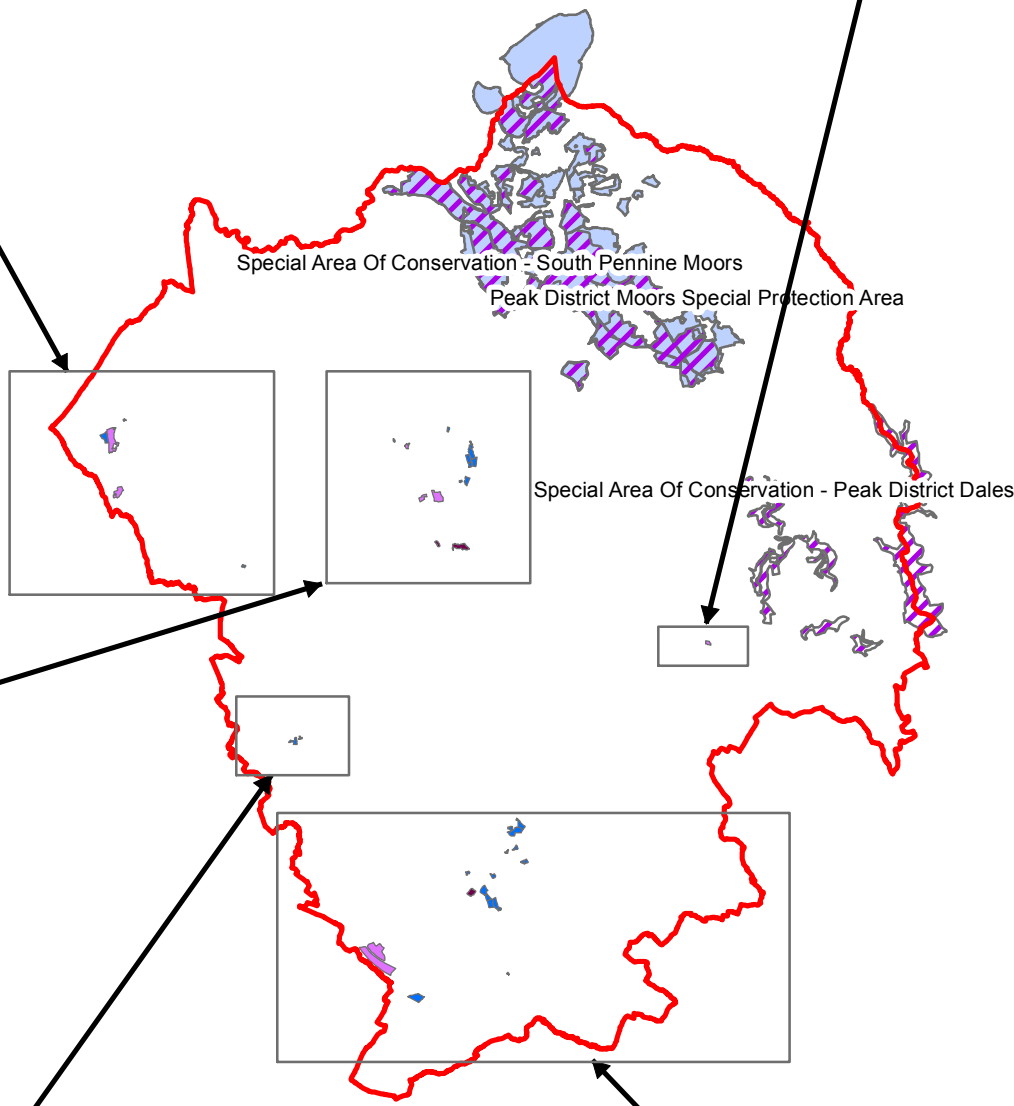 Special Area Of Conservation - South Pennine Moors
Peak District Moors Special Protection Area
Special Area Of Conservation - Peak District Dales